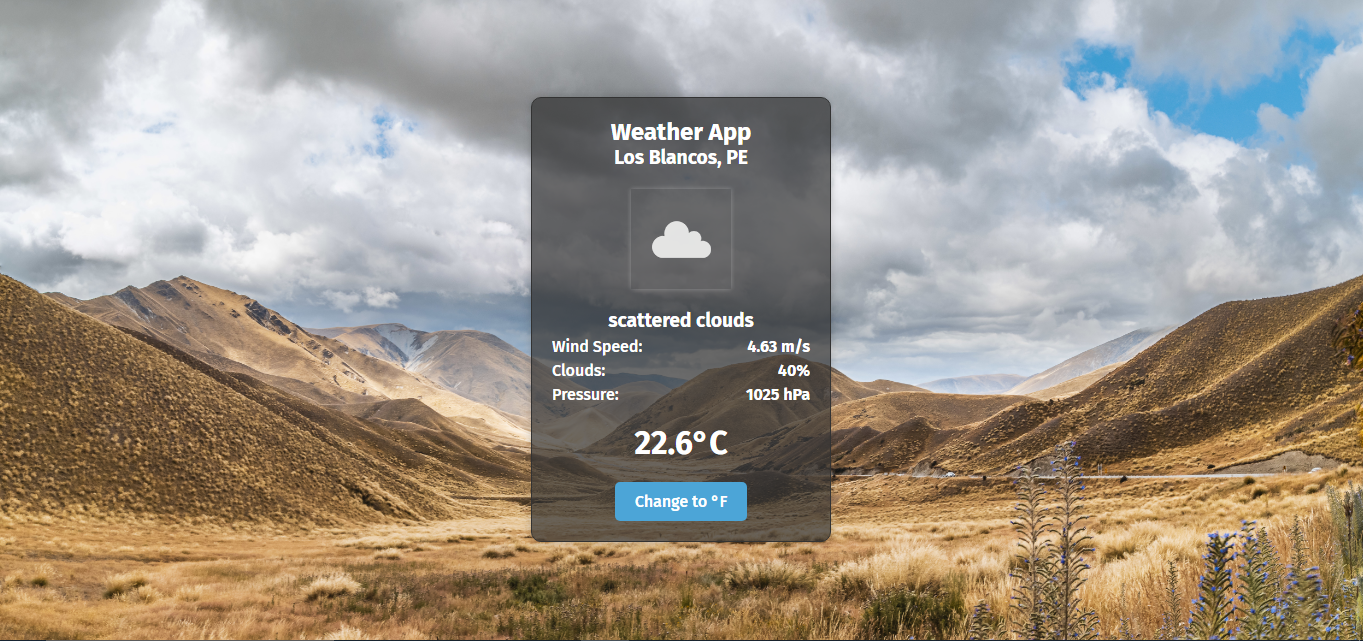 Weather App
Los Blancos, PE
scattered clouds
Wind Speed: 4.63 m/s
Clouds: 40%
Pressure: 1025 hPa
22.6° C
Change to °F